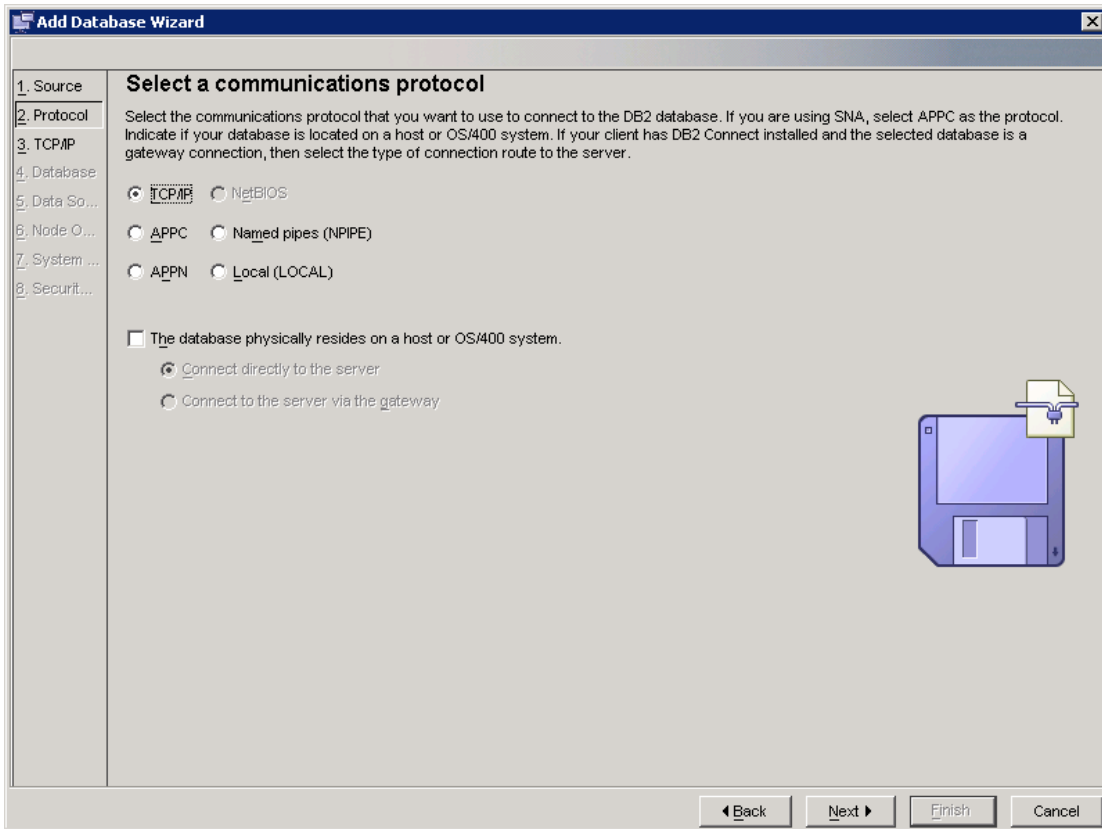 Add Database Wizard
1. Source
2. Protocol
3. TCP/IP
4. Database
5. Data So...
6. Node O...
7. System ...
8. Securit...
Select a communications protocol
Select the communications protocol that you want to use to connect to the DB2 database. If you are using SNA, select APPC as the protocol.
Indicate if your database is located on a host or OS/400 system. If your client has DB2 Connect installed and the selected database is a
gateway connection, then select the type of connection route to the server.
TCP/IP NetBIOS
APPC Named pipes (NPIPE)
APPN Local (LOCAL)
The database physically resides on a host or OS/400 system.
Connect directly to the server
Connect to the server via the gateway
Back Next Finish Cancel